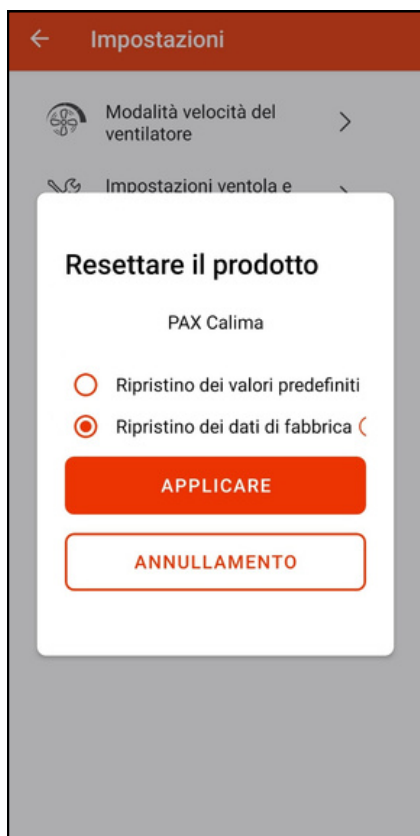 Impostazioni
Modalità velocità del
ventilatore
Impostazioni ventola e
Resettare il prodotto
PAX Calima
Ripristino dei valori predefiniti
Ripristino dei dati di fabbrica
APPLICARE
ANNULLAMENTO